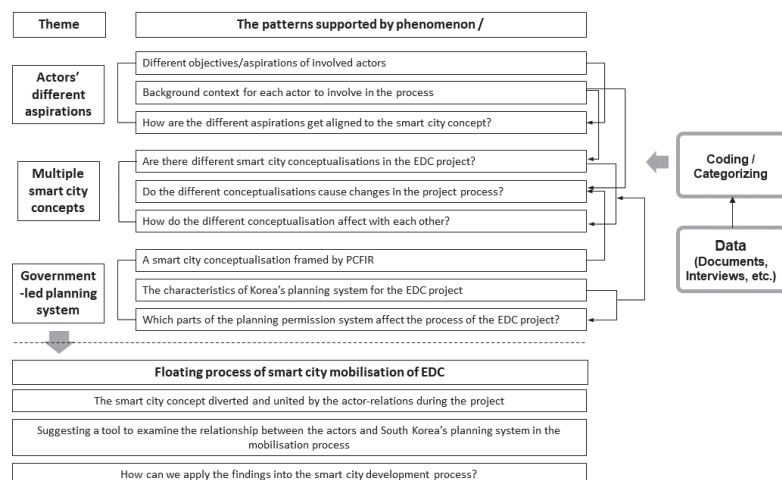 Theme
The patterns supported by phenomenon /
Actors'
different
aspirations
Different objectives/aspirations of involved actors
Background context for each actor to involve in the process
How are the different aspirations get aligned to the smart city concept?
Multiple
smart city
concepts
Are there different smart city conceptualisations in the EDC project?
Do the different conceptualisations cause changes in the project process?
How do the different conceptualisation affect with each other?
Government
-led planning
system
A smart city conceptualisation framed by PCFIR
The characteristics of Korea's planning system for the EDC project
Which parts of the planning permission system affect the process of the EDC project?
Coding /
Categorizing
Data
(Documents,
Interviews, etc.)
Floating process of smart city mobilisation of EDC
The smart city concept diverted and united by the actor-relations during the project
Suggesting a tool to examine the relationship between the actors and South Korea's planning system in the
mobilisation process
How can we apply the findings into the smart city development process?